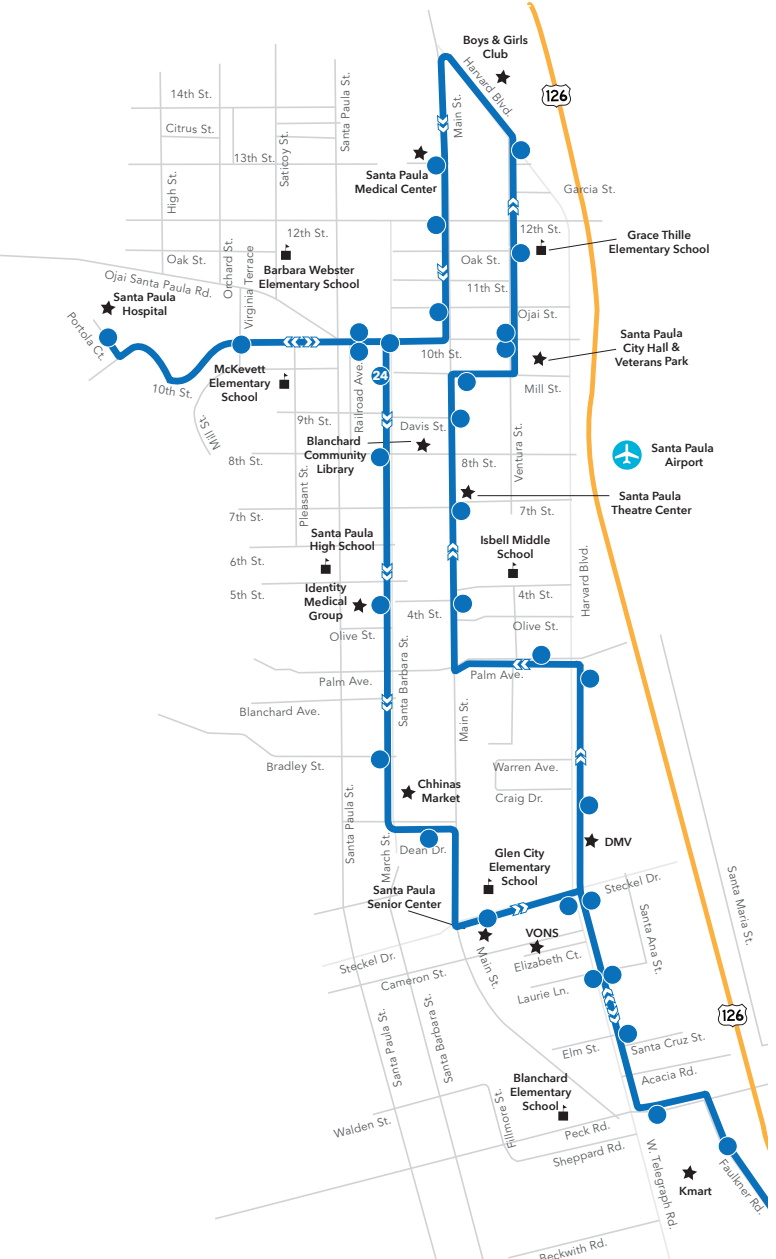 Boys & Girls
Club
Harvard Blvd.
126
14th St.
Citrus St.
Santa Paula St.
Main St.
Saticoy St.
13th St.
Santa Paula
Medical Center
High St.
Garcia St.
12th St.
12th St.
Grace Thille
Elementary School
Oak St.
Orchard St.
Virginia Terrace
Barbara Webster
Elementary School
Oak St.
Ojai Santa Paula Rd.
11th St.
Santa Paula
Hospital
Ojai St.
Portola Ct.
Santa Paula
City Hall &
Veterans Park
10th St.
McKevett
Elementary
School
24
Railroad Ave.
10th St.
Mill St.
Mill St.
9th St.
Davis St.
Blanchard
Community
Library
Ventura St.
8th St.
8th St.
Santa Paula
Airport
Pleasant St.
Santa Paula
Theatre Center
7th St.
7th St.
Santa Paula
High School
Isbell Middle
School
6th St.
Harvard Blvd.
5th St.
Identity
Medical
Group
4th St.
4th St.
Olive St.
Olive St.
Santa Barbara St.
Palm Ave.
Palm Ave.
Blanchard Ave.
Main St.
Bradley St.
Warren Ave.
Chhinas
Market
Craig Dr.
Santa Paula St.
March St.
Dean Dr.
DMV
Glen City
Elementary
School
Santa Paula
Senior Center
Steckel Dr.
Santa Maria St.
Santa Ana St.
VONS
Steckel Dr.
Main St.
Elizabeth Ct.
Cameron St.
Laurie Ln.
126
Santa Paula St.
Santa Barbara St.
Elm St.
Santa Cruz St.
Acacia Rd.
Blanchard
Elementary
School
Fillmore St.
Walden St.
Peck Rd.
Sheppard Rd.
W. Telegraph Rd.
Kmart
Faulkner Rd.
Beckwith Rd.